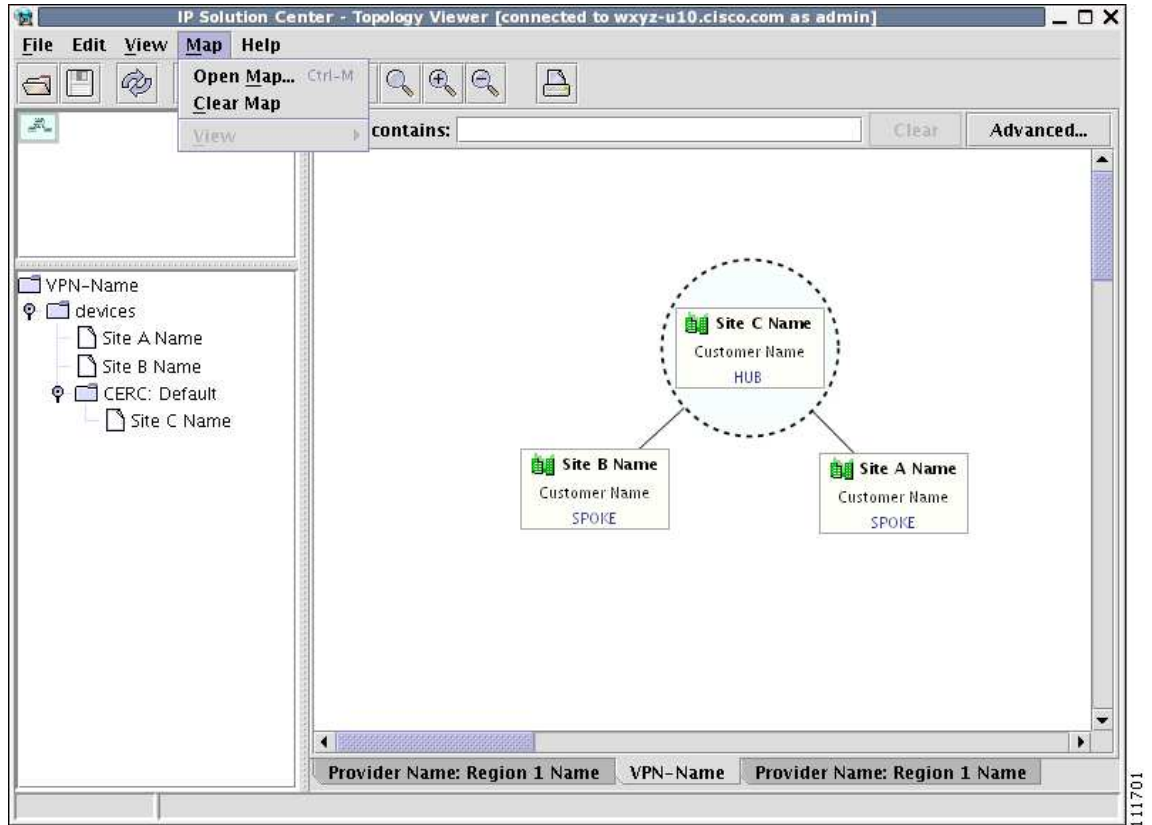 IP Solution Center - Topology Viewer [connected to wxyz-u10.cisco.com as admin]
File Edit View Map Help
Open Map... Ctrl-M
Clear Map
View
contains:
Clear
Advanced...
VPN-Name
devices
Site A Name
Site B Name
CERC: Default
Site C Name
Site C Name
Customer Name
HUB
Site B Name
Customer Name
SPOKE
Site A Name
Customer Name
SPOKE
Provider Name: Region 1 Name
VPN-Name
Provider Name: Region 1 Name
111701